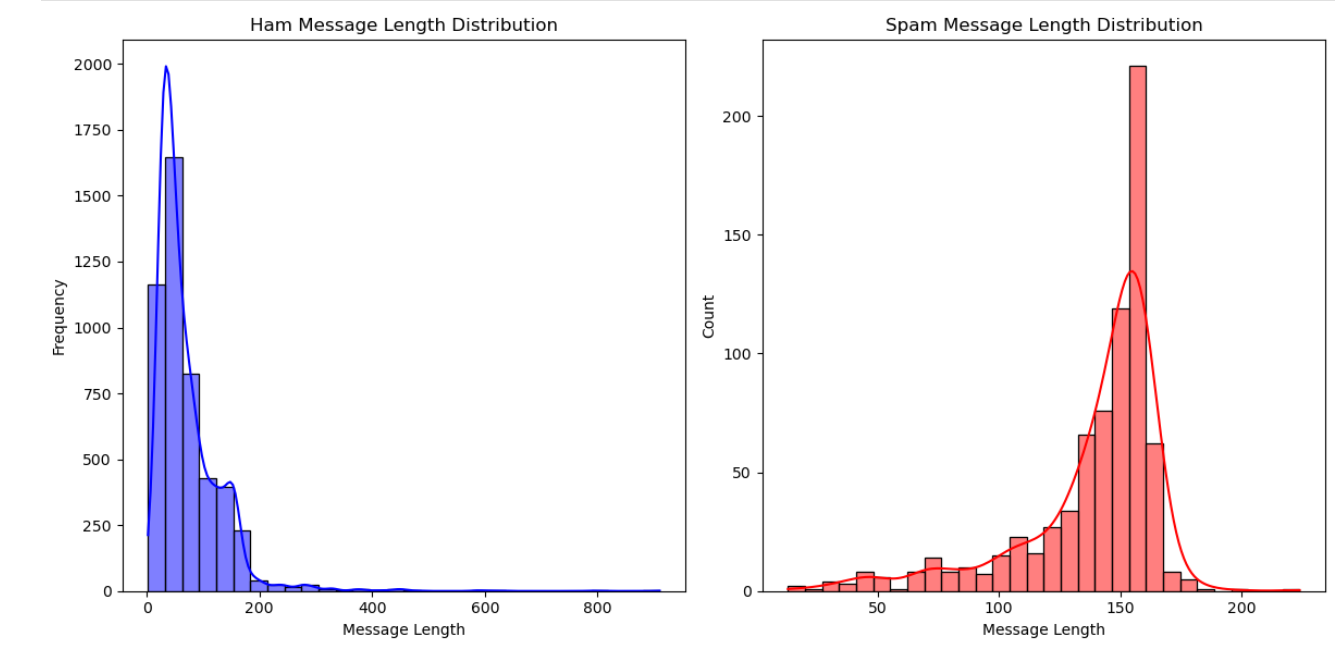 Ham Message Length Distribution
2000
1750
1500
1250
1000
750
500
250
0
Frequency
0 200 400 600 800
Message Length
Spam Message Length Distribution
200
150
100
50
0
Count
50 100 150 200
Message Length